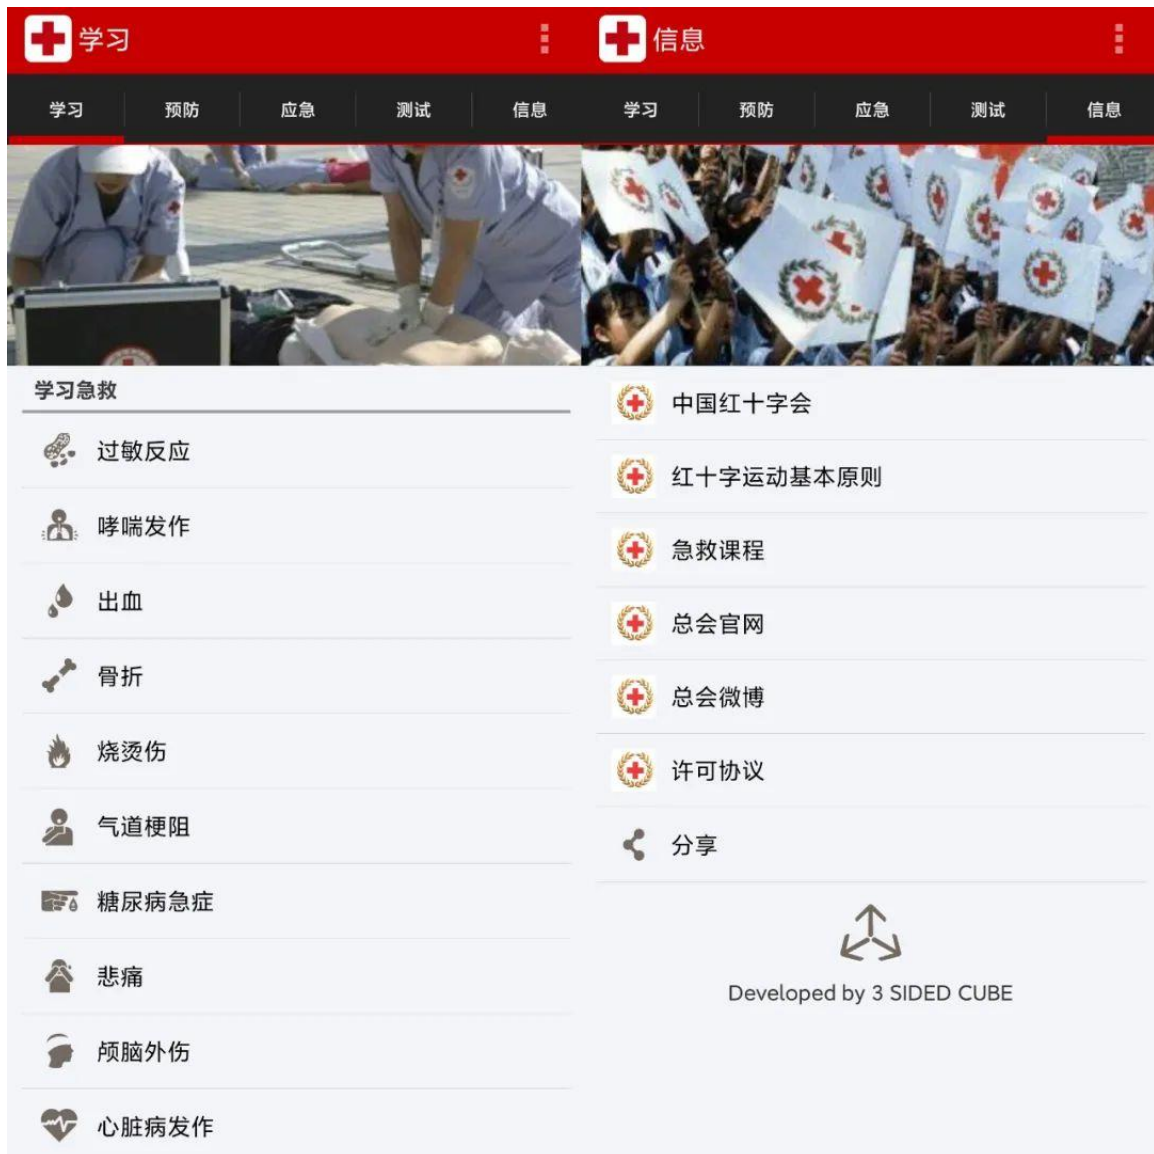 学习
学习
预防
应急
测试
信息
学习急救
过敏反应
哮喘发作
出血
骨折
烧烫伤
气道梗阻
糖尿病急症
悲痛
颅脑外伤
心脏病发作
信息
学习
预防
应急
测试
信息
中国红十字会
红十字运动基本原则
急救课程
总会官网
总会微博
许可协议
分享
Developed by 3 SIDED CUBE